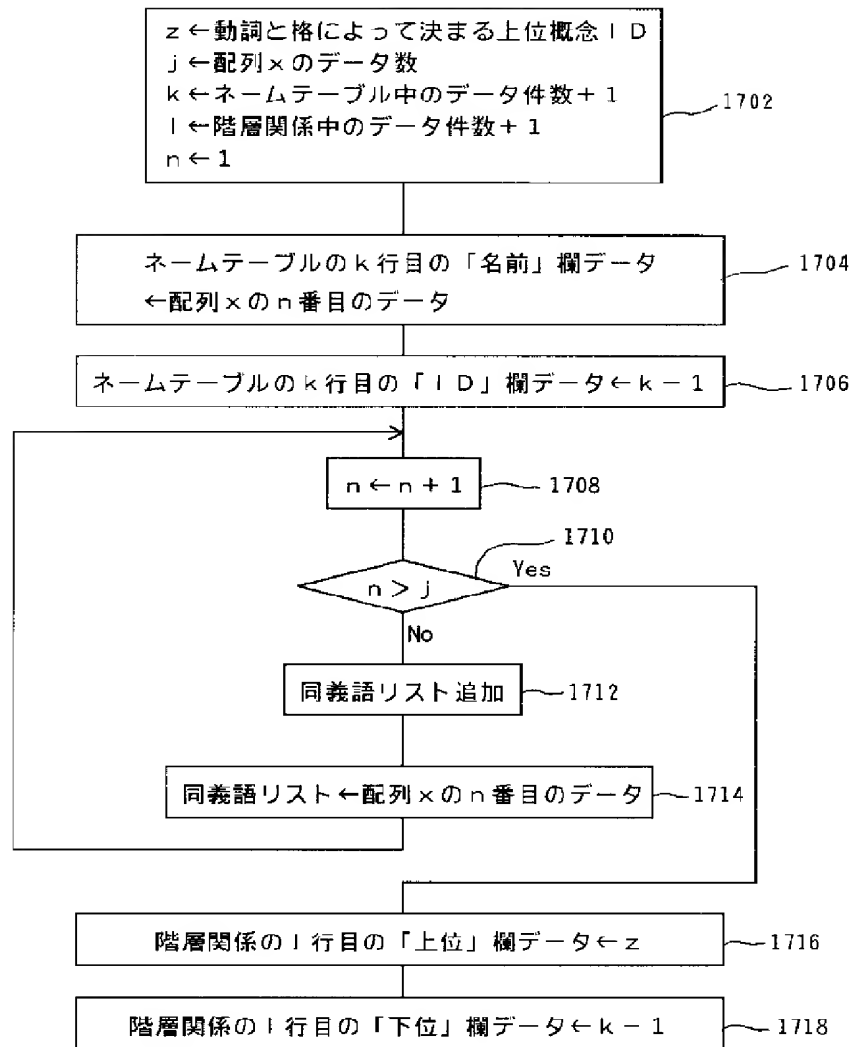 z←動詞と格によって決まる上位概念ID
j←配列xのデータ数
k←ネームテーブル中のデータ件数+1
l←階層関係中のデータ件数+1
n←1
1702
ネームテーブルのk行目の「名前」欄データ
←配列xのn番目のデータ
1704
ネームテーブルのk行目の「ID」欄データ←k-1
1706
n←n+1
1708
1710
n>j
Yes
No
同義語リスト追加
1712
同義語リスト←配列xのn番目のデータ
1714
階層関係のl行目の「上位」欄データ←z
1716
階層関係のl行目の「下位」欄データ←k-1
1718